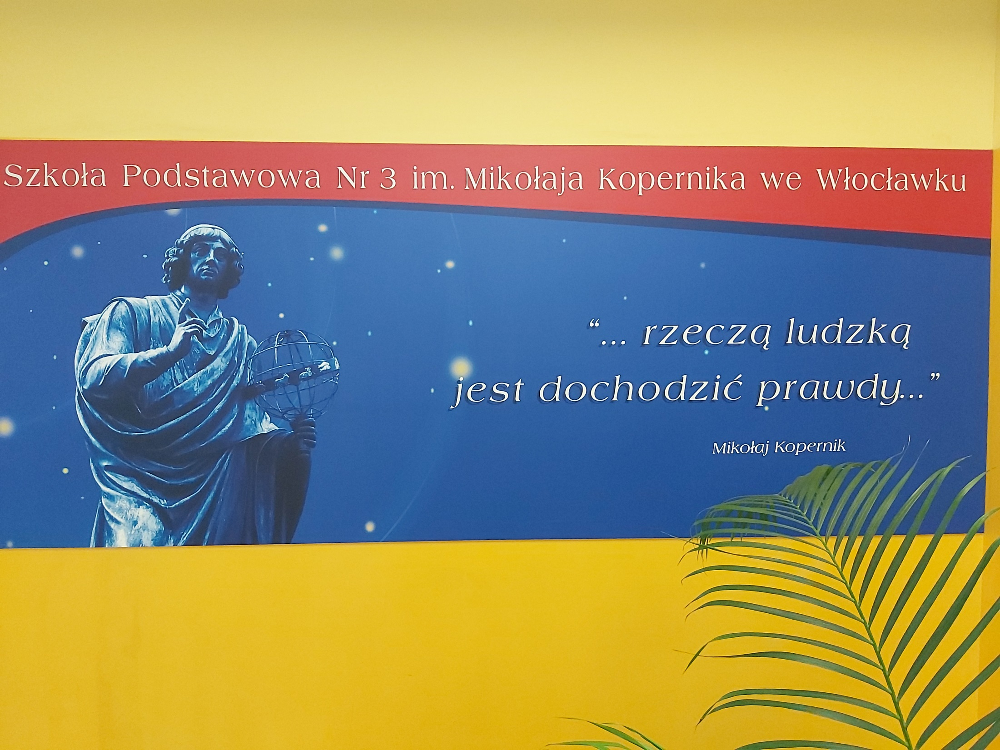 Szkoła Podstawowa Nr 3 im. Mikołaja Kopernika we Włocławku
“... rzeczą ludzką
jest dochodzić prawdy...”
Mikołaj Kopernik